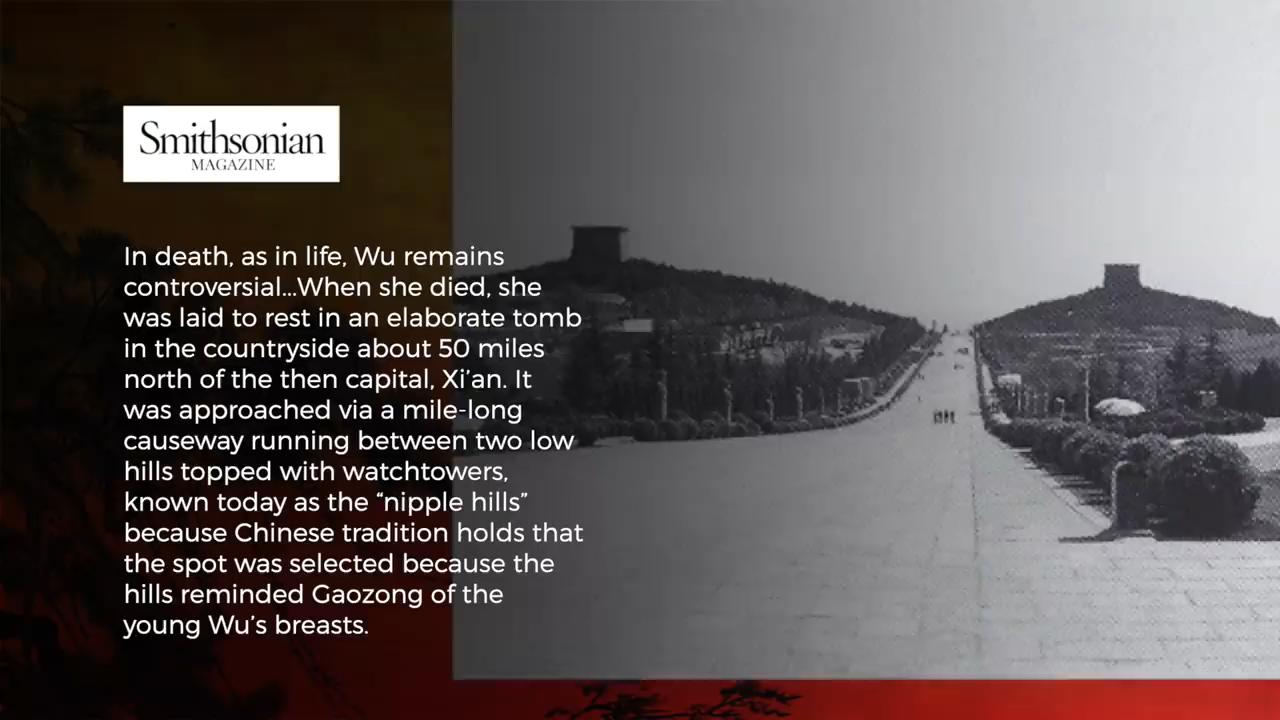 Smithsonian
MAGAZINE
In death, as in life, Wu remains
controversial...When she died, she
was laid to rest in an elaborate tomb
in the countryside about 50 miles
north of the then capital, Xi’an. It
was approached via a mile-long
causeway running between two low
hills topped with watchtowers,
known today as the “nipple hills”
because Chinese tradition holds that
the spot was selected because the
hills reminded Gaozong of the
young Wu’s breasts.